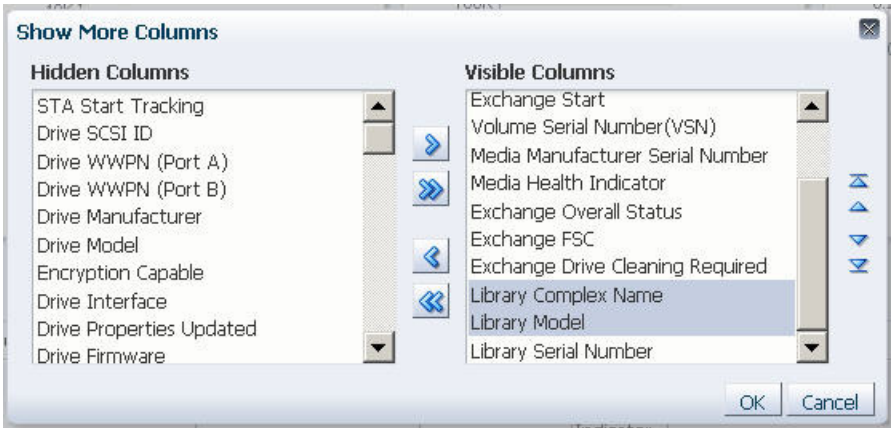 Show More Columns
Hidden Columns
STA Start Tracking
Drive SCSI ID
Drive WWPN (Port A)
Drive WWPN (Port B)
Drive Manufacturer
Drive Model
Encryption Capable
Drive Interface
Drive Properties Updated
Drive Firmware
Visible Columns
Exchange Start
Volume Serial Number(VSN)
Media Manufacturer Serial Number
Media Health Indicator
Exchange Overall Status
Exchange FSC
Exchange Drive Cleaning Required
Library Complex Name
Library Model
Library Serial Number
OK
Cancel